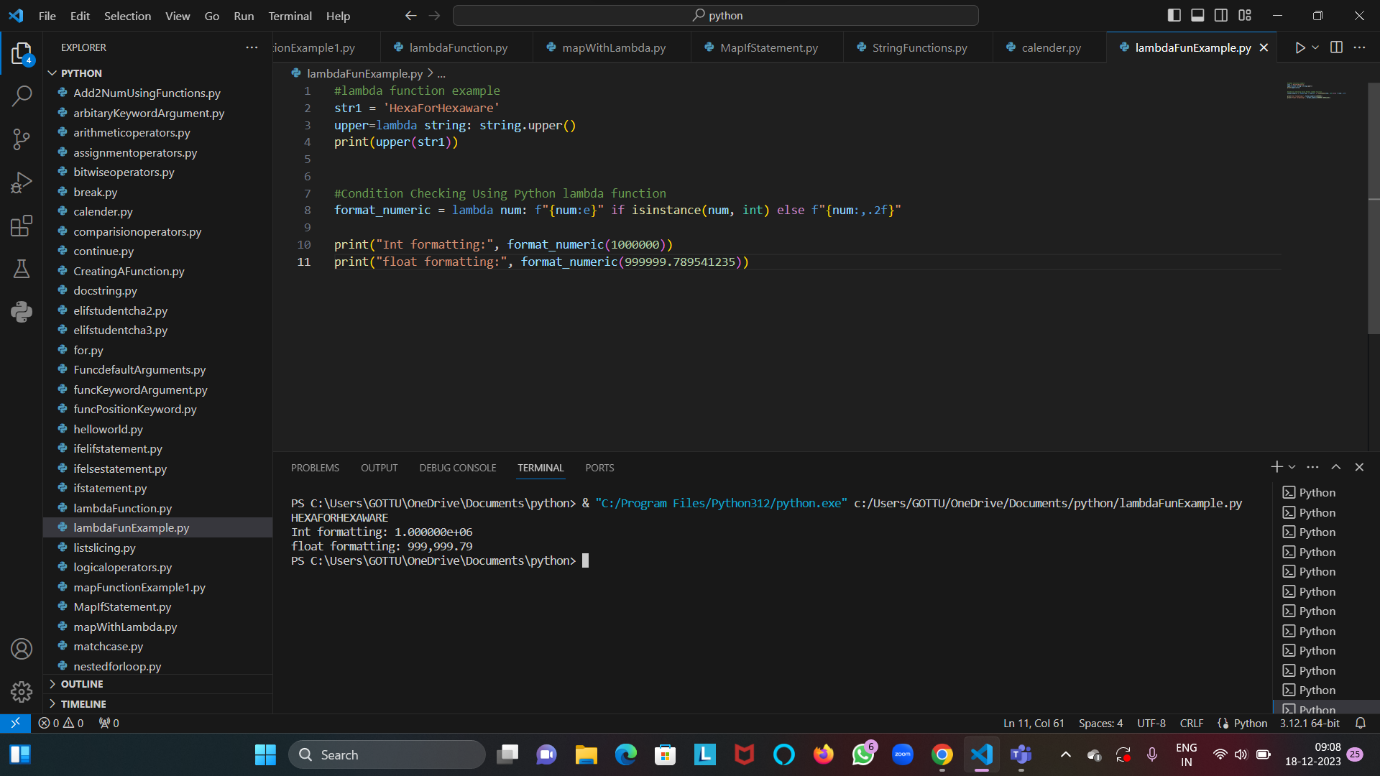 File Edit Selection View Go Run Terminal Help
python
EXPLORER
ionExample1.py lambdaFunction.py mapWithLambda.py MapIfStatement.py StringFunctions.py calender.py lambdaFunExample.py
PYTHON
Add2NumUsingFunctions.py
arbitaryKeywordArgument.py
arithmeticoperators.py
assignmentoperators.py
bitwiseoperators.py
break.py
calender.py
comparisionoperators.py
continue.py
CreatingAFunction.py
docstring.py
elifstudentcha2.py
elifstudentcha3.py
for.py
FuncdefaultArguments.py
funcKeywordArgument.py
funcPositionKeyword.py
helloworld.py
ifelifstatement.py
ifelsestatement.py
ifstatement.py
lambdaFunction.py
lambdaFunExample.py
listslicing.py
logicaloperators.py
mapFunctionExample1.py
MapIfStatement.py
mapWithLambda.py
matchcase.py
nestedforloop.py
OUTLINE
TIMELINE
4
lambdaFunExample.py > ...
1 #lambda function example
2 str1 = 'HexaForHexaware'
3 upper=lambda string: string.upper()
4 print(upper(str1))
5
6
7 #Condition Checking Using Python lambda function
8 format_numeric = lambda num: f"{num:e}" if isinstance(num, int) else f"{num:,.2f}"
9
10 print("Int formatting:", format_numeric(1000000))
11 print("float formatting:", format_numeric(999999.789541235))
PROBLEMS OUTPUT DEBUG CONSOLE TERMINAL PORTS
PS C:\Users\GOTTU\OneDrive\Documents\python> & "C:/Program Files/Python312/python.exe" c:/Users/GOTTU/OneDrive/Documents/python/lambdaFunExample.py
HEXAFORHEXAWARE
Int formatting: 1.000000e+06
float formatting: 999,999.79
PS C:\Users\GOTTU\OneDrive\Documents\python>
Python
Python
Python
Python
Python
Python
Python
Python
Python
Python
Python
Python
0 0 0
Ln 11, Col 61 Spaces: 4 UTF-8 CRLF Python 3.12.1 64-bit
Search
L
6
zoom
ENG
IN
09:08
18-12-2023
25